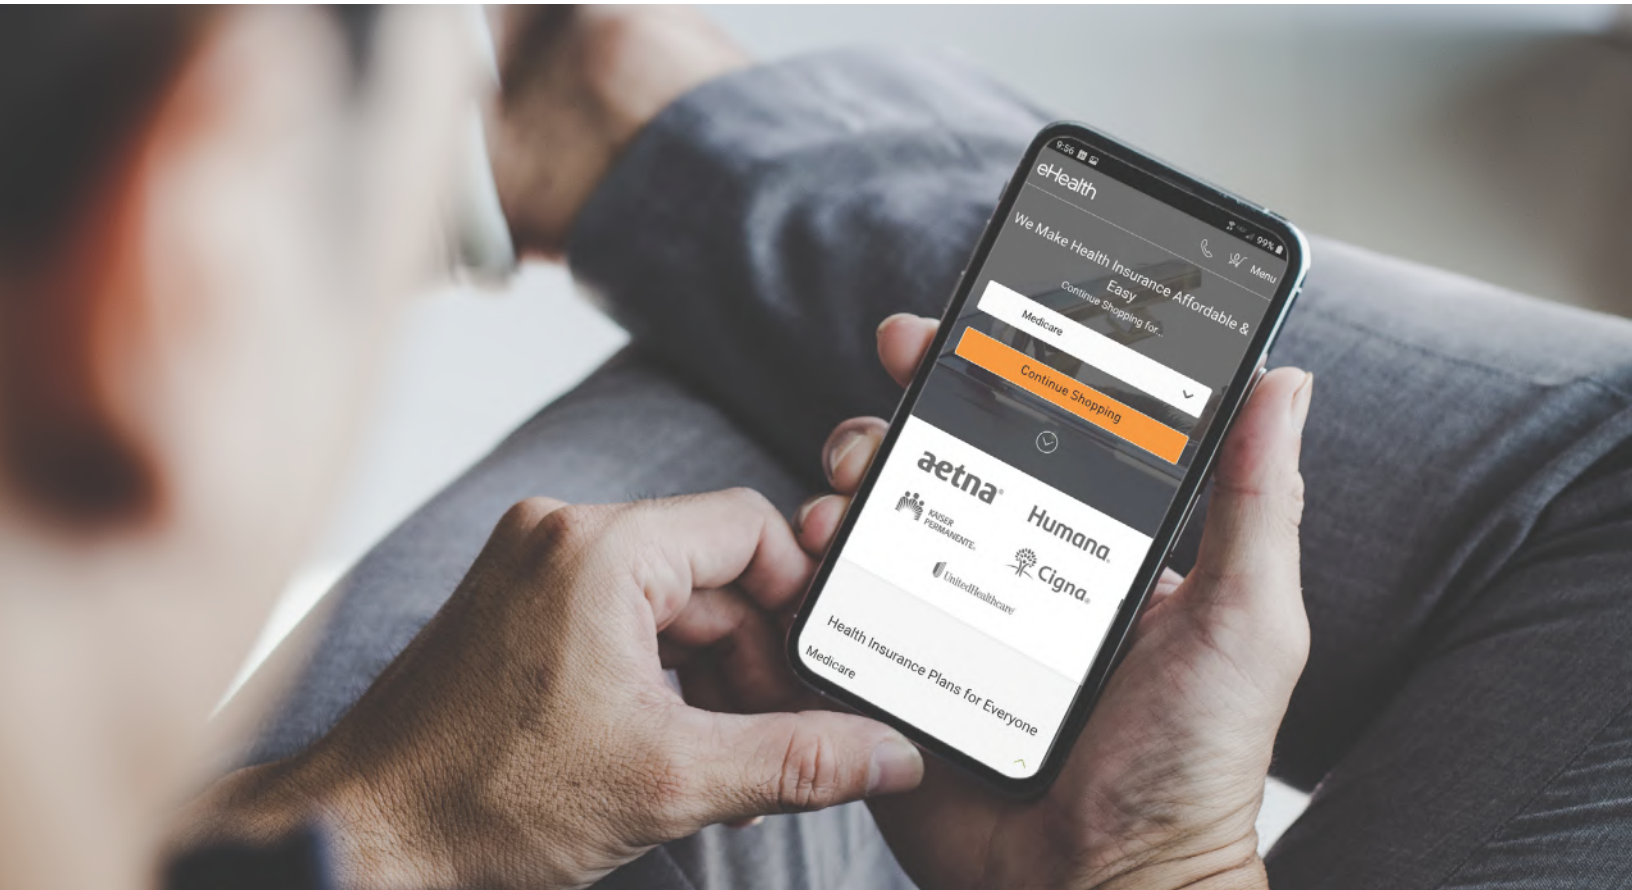 9:56
99%
eHealth
Menu
We Make Health Insurance Affordable &
Easy
Continue Shopping for...
Medicare
Continue Shopping
aetna®
Humana®
KAISER
PERMANENTE®
Cigna®
UnitedHealthcare®
Health Insurance Plans for Everyone
Medicare